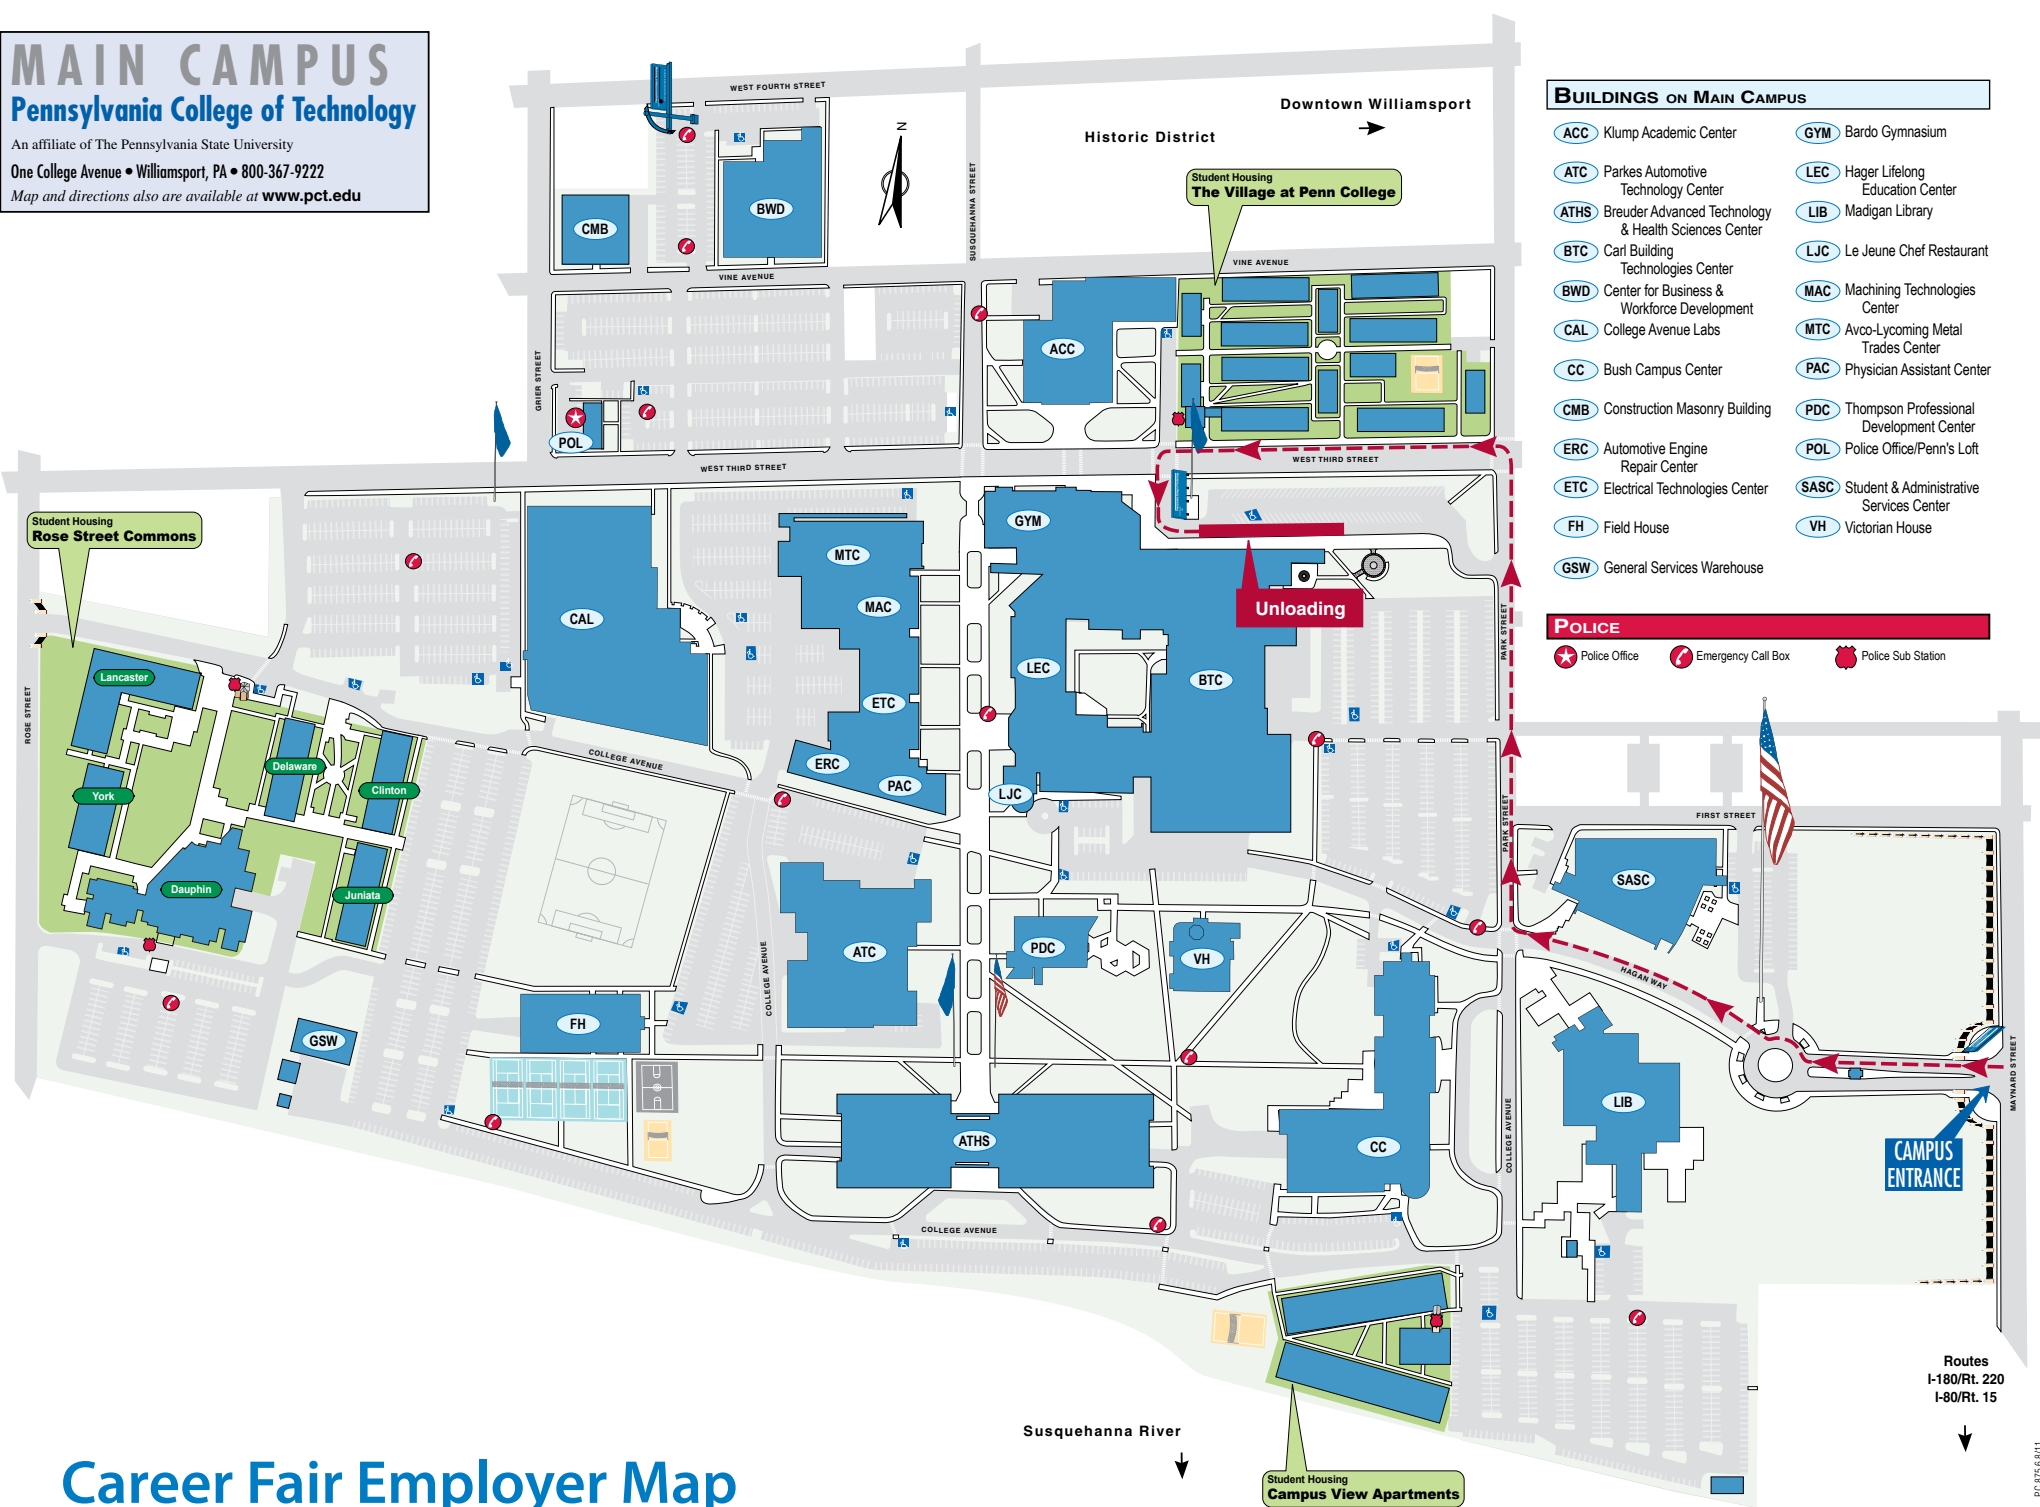 MAIN CAMPUS
Pennsylvania College of Technology
An affiliate of The Pennsylvania State University
One College Avenue • Williamsport, PA • 800-367-9222
Map and directions also are available at www.pct.edu
WEST FOURTH STREET
N
Historic District
Downtown Williamsport
SUSQUEHANNA STREET
Student Housing
The Village at Penn College
CMB
BWD
VINE AVENUE
VINE AVENUE
GRIER STREET
ACC
POL
WEST THIRD STREET
WEST THIRD STREET
Student Housing
Rose Street Commons
GYM
MTC
MAC
CAL
LEC
BTC
ETC
ERC
PAC
LJC
Unloading
PARK STREET
PARK STREET
ROSE STREET
Lancaster
Delaware
Clinton
York
Dauphin
Juniata
COLLEGE AVENUE
FIRST STREET
SASC
ATC
PDC
VH
COLLEGE AVENUE
HAGAN WAY
FH
GSW
LIB
MAYNARD STREET
ATHS
CC
COLLEGE AVENUE
CAMPUS
ENTRANCE
COLLEGE AVENUE
Susquehanna River
Student Housing
Campus View Apartments
Routes
I-180/Rt. 220
I-80/Rt. 15
Career Fair Employer Map
BUILDINGS ON MAIN CAMPUS
ACC Klump Academic Center
ATC Parkes Automotive
Technology Center
ATHS Breuder Advanced Technology
& Health Sciences Center
BTC Carl Building
Technologies Center
BWD Center for Business &
Workforce Development
CAL College Avenue Labs
CC Bush Campus Center
CMB Construction Masonry Building
ERC Automotive Engine
Repair Center
ETC Electrical Technologies Center
FH Field House
GSW General Services Warehouse
GYM Bardo Gymnasium
LEC Hager Lifelong
Education Center
LIB Madigan Library
LJC Le Jeune Chef Restaurant
MAC Machining Technologies
Center
MTC Avco-Lycoming Metal
Trades Center
PAC Physician Assistant Center
PDC Thompson Professional
Development Center
POL Police Office/Penn's Loft
SASC Student & Administrative
Services Center
VH Victorian House
POLICE
Police Office
Emergency Call Box
Police Sub Station